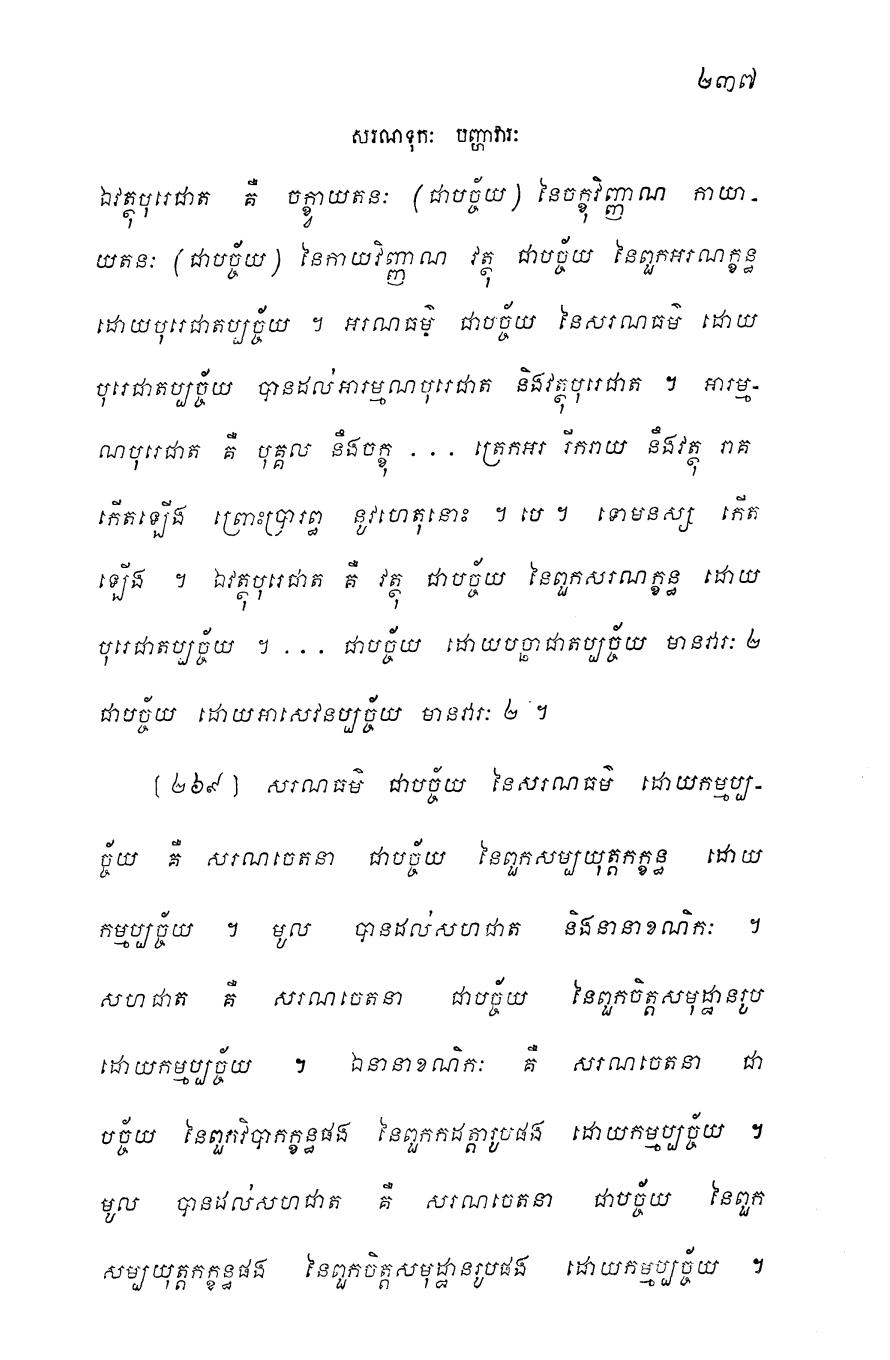 ២៣៧
សរណទុកៈ បញ្ហាវារៈ
ឯវត្ថុបុរេជាត គឺ ចក្ខ្វាយតនៈ (ជាបច្ច័យ) នៃចក្ខុវិញ្ញាណ កាយា-
យតនៈ (ជាបច្ច័យ) នៃកាយវិញ្ញាណ វត្ថុ ជាបច្ច័យ នៃពួកអរណក្ខន្ធ
ដោយបុរេជាតប្បច្ច័យ ។ អរណធម៌ ជាបច្ច័យ នៃសរណធម៌ ដោយ
បុរេជាតប្បច្ច័យ បានដល់អារម្មណបុរេជាត និងវត្ថុបុរេជាត ។ អារម្ម-
ណបុរេជាត គឺ បុគ្គល នឹងចក្ខុ ... ត្រេកអរ រីករាយ នឹងវត្ថុ រាគ
កើតឡើង ព្រោះប្រារព្ធ នូវហេតុនោះ ។ បេ ។ ទោមនស្ស កើត
ឡើង ។ ឯវត្ថុបុរេជាត គឺ វត្ថុ ជាបច្ច័យ នៃពួកសរណក្ខន្ធ ដោយ
បុរេជាតប្បច្ច័យ ។ ... ជាបច្ច័យ ដោយបច្ឆាជាតប្បច្ច័យ មានវារៈ ២
ជាបច្ច័យ ដោយអាសេវនប្បច្ច័យ មានវារៈ ២ ។
(២៦៩) សរណធម៌ ជាបច្ច័យ នៃសរណធម៌ ដោយកម្មប្ប-
ច្ច័យ គឺ សរណចេតនា ជាបច្ច័យ នៃពួកសម្បយុត្តកក្ខន្ធ ដោយ
កម្មប្បច្ច័យ ។ មូល បានដល់សហជាត និងនានាខណិកៈ ។
សហជាត គឺ សរណចេតនា ជាបច្ច័យ នៃពួកចិត្តសមុដ្ឋានរូប
ដោយកម្មប្បច្ច័យ ។ ឯនានាខណិកៈ គឺ សរណចេតនា ជា
បច្ច័យ នៃពួកវិបាកក្ខន្ធផង នៃពួកកដត្តារូបផង ដោយកម្មប្បច្ច័យ ។
មូល បានដល់សហជាត គឺ សរណចេតនា ជាបច្ច័យ នៃពួក
សម្បយុត្តកក្ខន្ធផង នៃពួកចិត្តសមុដ្ឋានរូបផង ដោយកម្មប្បច្ច័យ ។